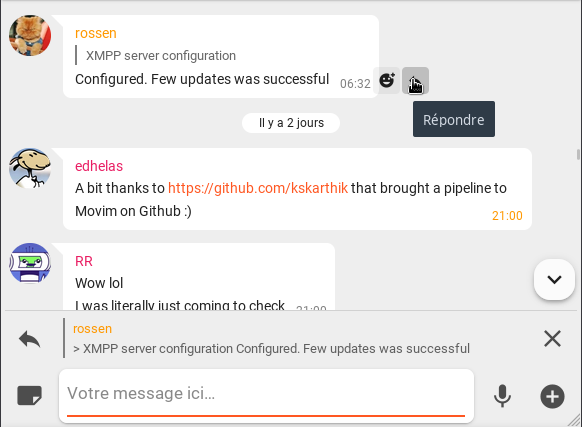 rossen
XMPP server configuration
Configured. Few updates was successful 06:32
Répondre
Il y a 2 jours
edhelas
A bit thanks to https://github.com/kskarthik that brought a pipeline to
Movim on Github :)
21:00
RR
Wow lol
I was literally just coming to check 21:00
rossen
> XMPP server configuration Configured. Few updates was successful
Votre message ici…